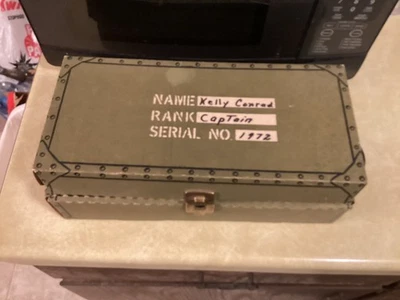 NAME Kelly Conrad
RANK CapTain
SERIAL NO. 1972